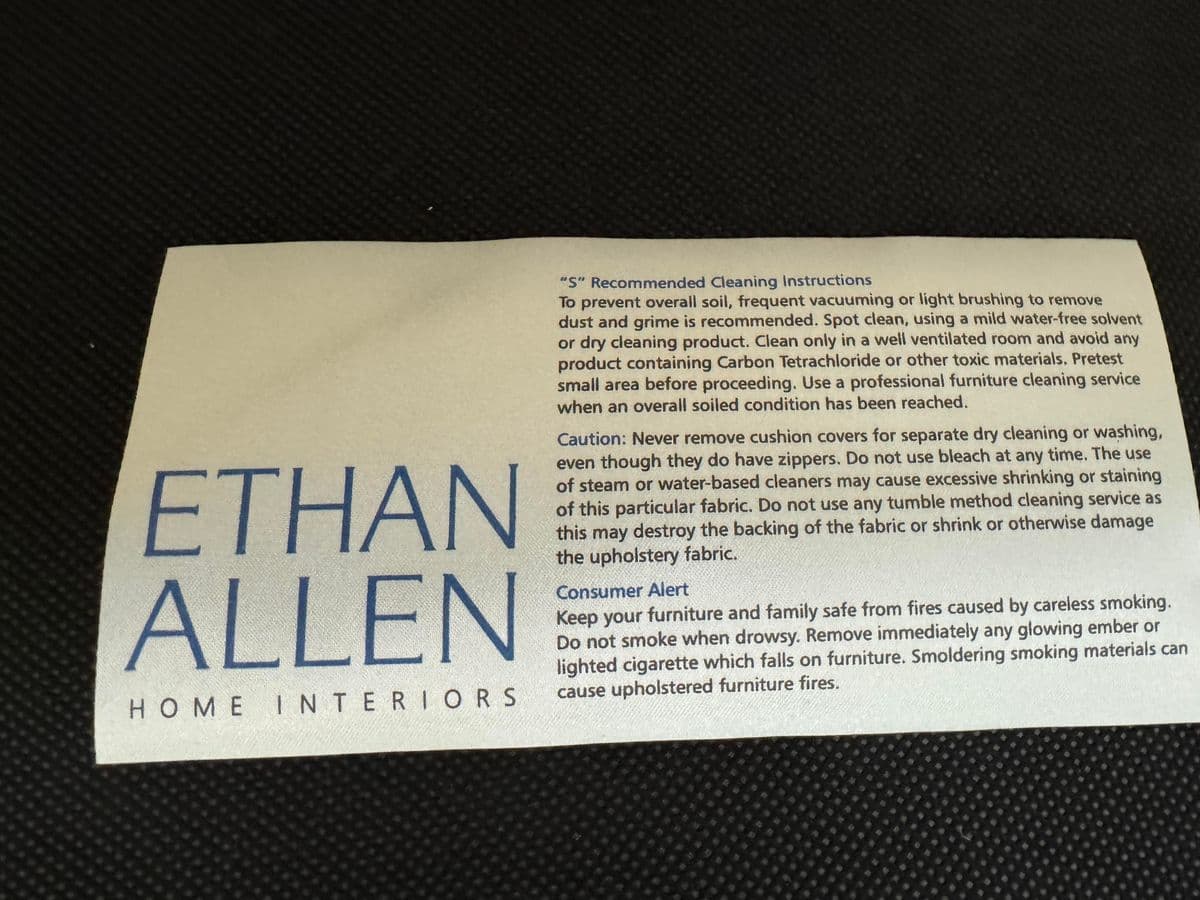 "S" Recommended Cleaning Instructions
To prevent overall soil, frequent vacuuming or light brushing to remove
dust and grime is recommended. Spot clean, using a mild water-free solvent
or dry cleaning product. Clean only in a well ventilated room and avoid any
product containing Carbon Tetrachloride or other toxic materials. Pretest
small area before proceeding. Use a professional furniture cleaning service
when an overall soiled condition has been reached.
Caution: Never remove cushion covers for separate dry cleaning or washing,
even though they do have zippers. Do not use bleach at any time. The use
of steam or water-based cleaners may cause excessive shrinking or staining
of this particular fabric. Do not use any tumble method cleaning service as
this may destroy the backing of the fabric or shrink or otherwise damage
the upholstery fabric.
Consumer Alert
Keep your furniture and family safe from fires caused by careless smoking.
Do not smoke when drowsy. Remove immediately any glowing ember or
lighted cigarette which falls on furniture. Smoldering smoking materials can
cause upholstered furniture fires.
ETHAN
ALLEN
HOME INTERIORS